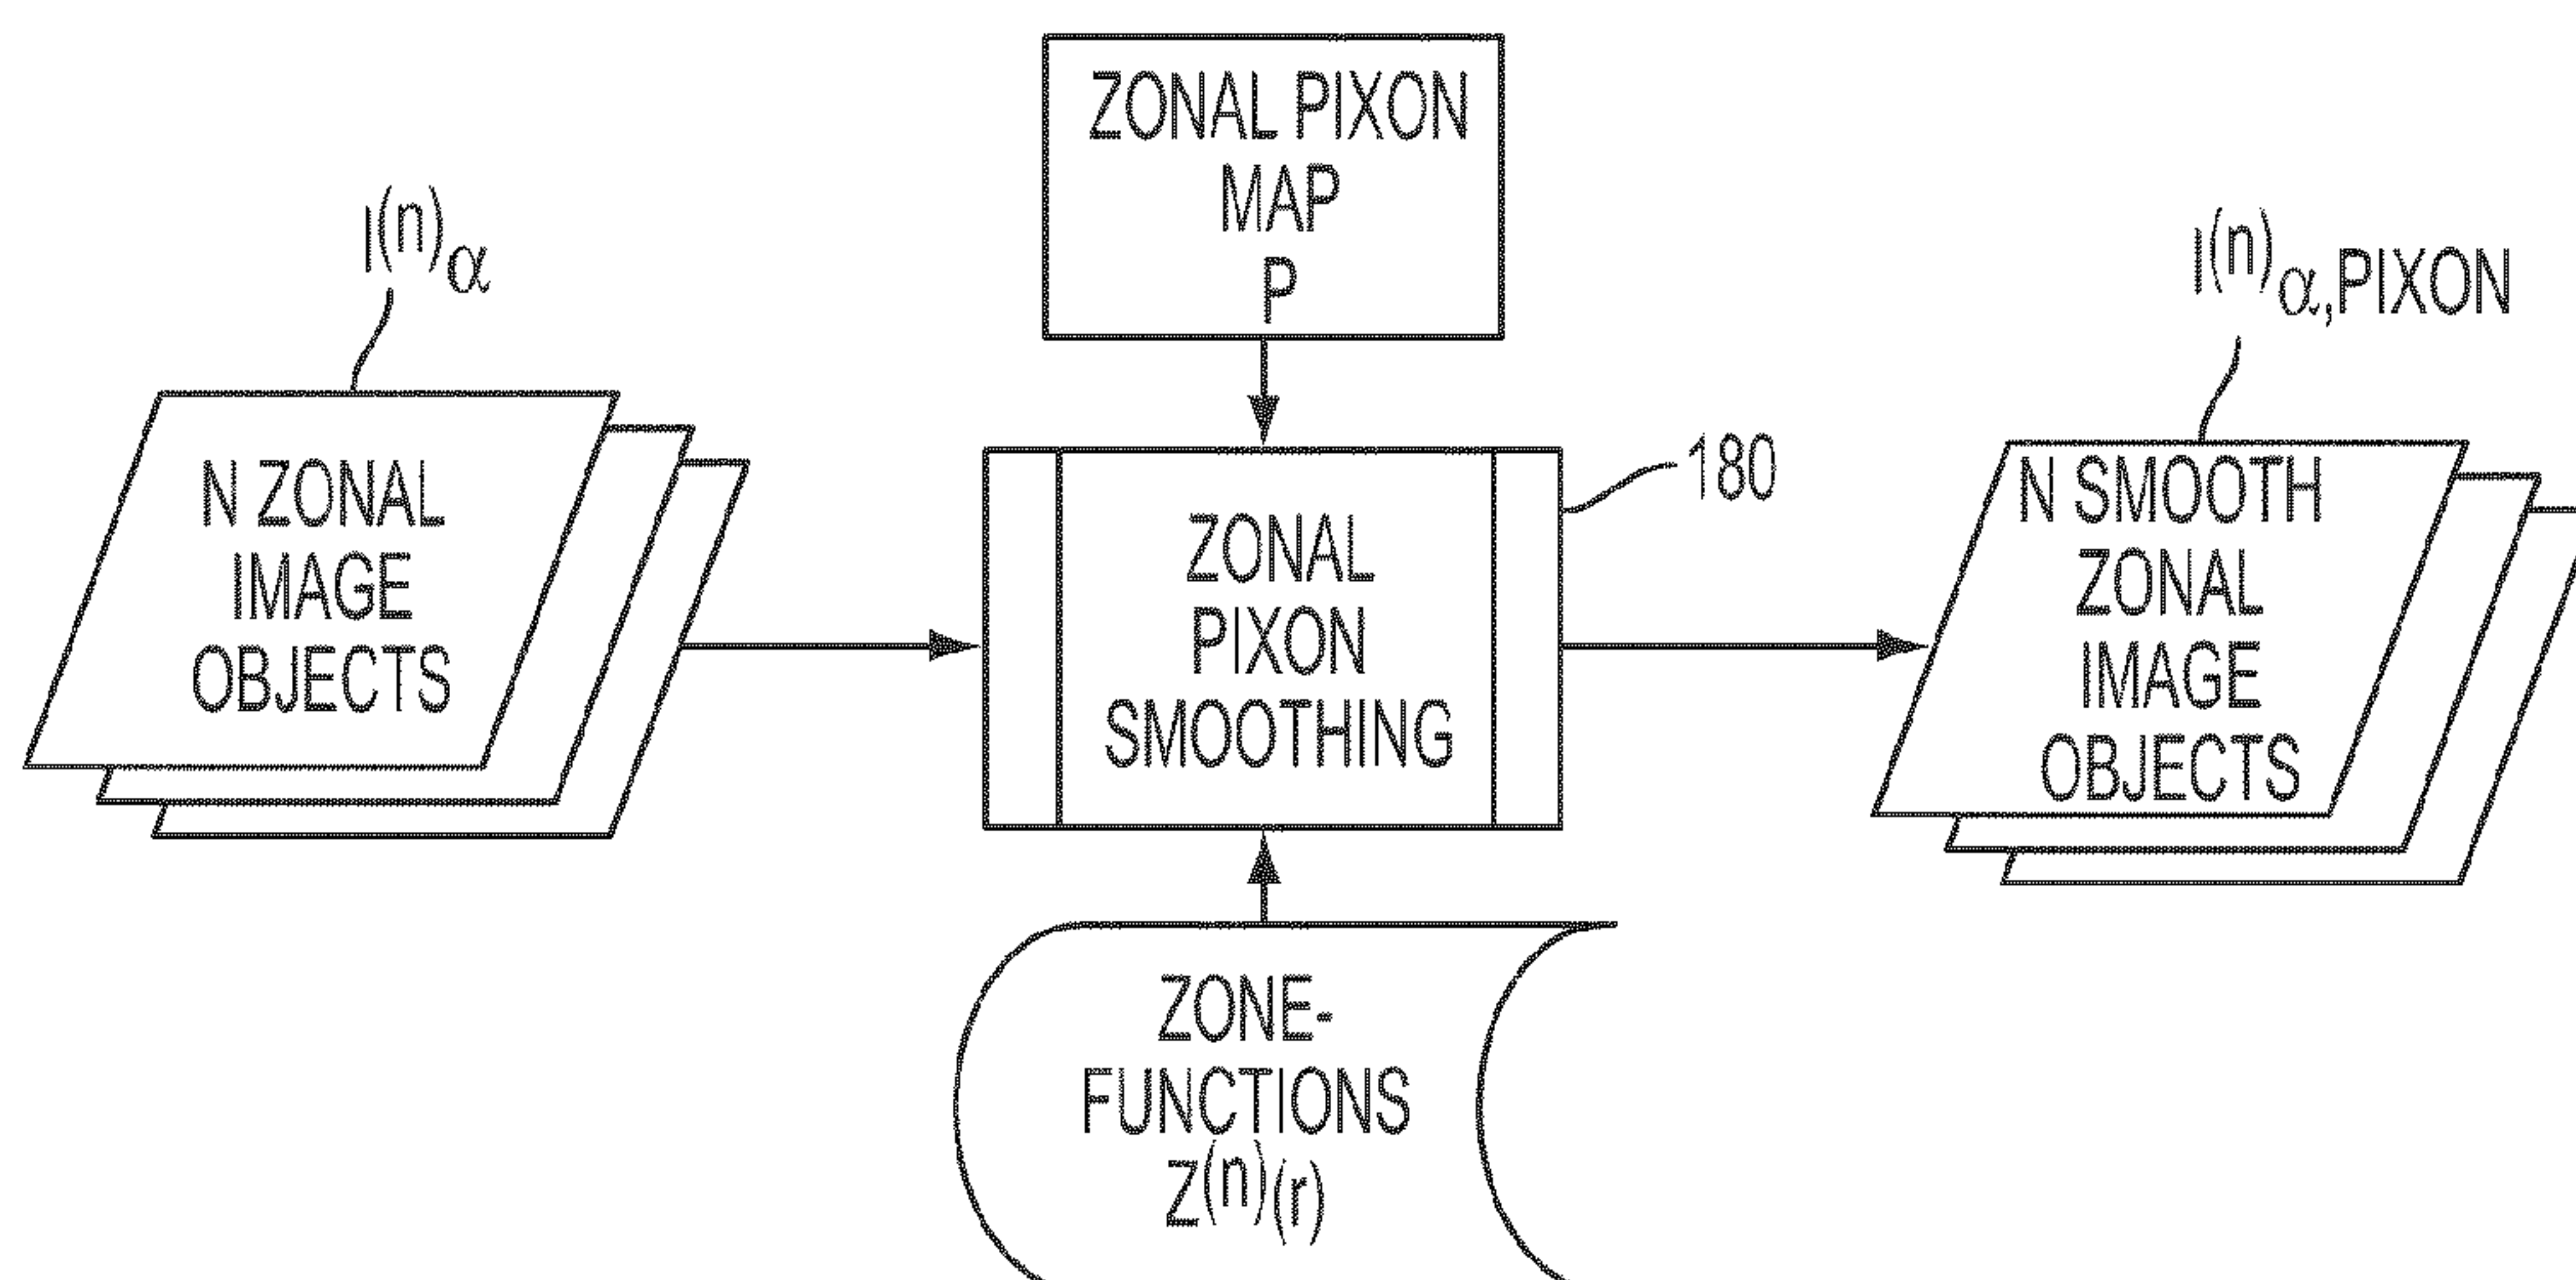 ZONAL PIXON
MAP
P
I(n)α
I(n)α,PIXON
N ZONAL
IMAGE
OBJECTS
ZONAL
PIXON
SMOOTHING
180
N SMOOTH
ZONAL
IMAGE
OBJECTS
ZONE-
FUNCTIONS
Z(n)(r)